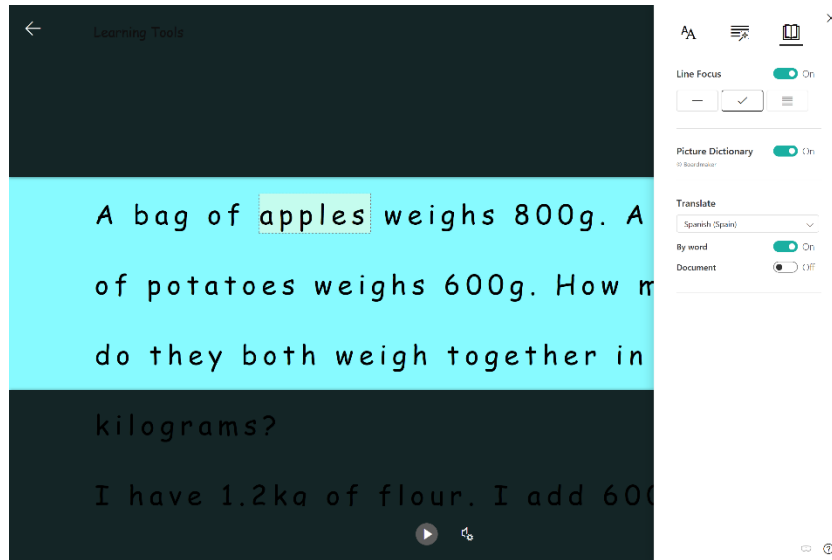 Learning Tools
A bag of apples weighs 800g. A
of potatoes weighs 600g. How
do they both weigh together in
kilograms?
I have 1.2kg of flour. I add
Line Focus
On
Picture Dictionary
On
© Boardmaker
Translate
Spanish (Spain)
By word
On
Document
Off